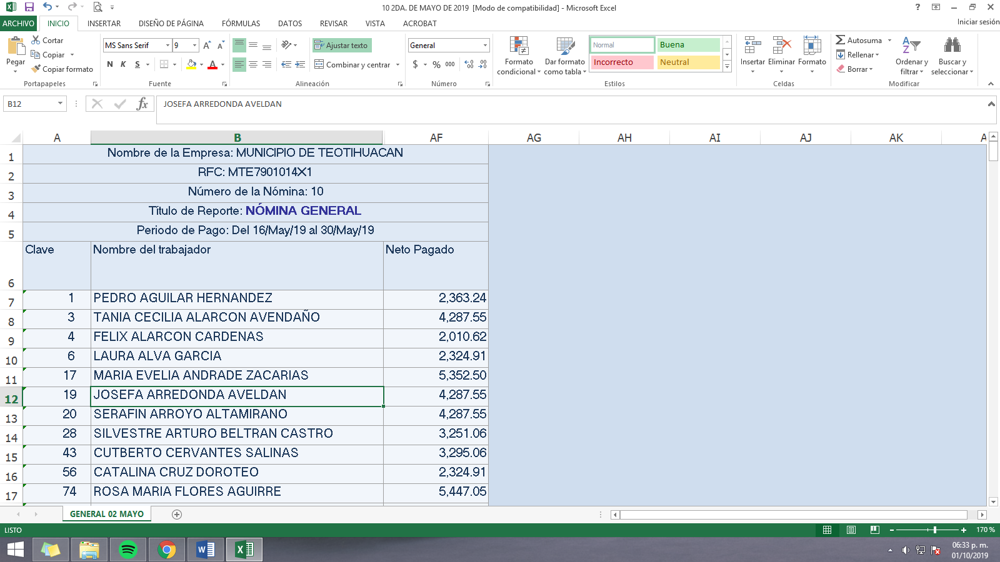 10 2DA. DE MAYO DE 2019 [Modo de compatibilidad] - Microsoft Excel
ARCHIVO INICIO INSERTAR DISEÑO DE PÁGINA FÓRMULAS DATOS REVISAR VISTA ACROBAT Iniciar sesión
Pegar
Cortar
Copiar
Copiar formato
Portapapeles
MS Sans Serif 9
N K S A
Fuente
Ajustar texto
Combinar y centrar
Alineación
General
$ % 000
Número
Formato condicional
Dar formato como tabla
Normal Buena
Incorrecto Neutral
Estilos
Insertar Eliminar Formato
Celdas
Autosuma
Rellenar
Borrar
Ordenar y filtrar
Buscar y seleccionar
Modificar
B12 fx JOSEFA ARREDONDA AVELDAN
A B AF AG AH AI AJ AK A
1 Nombre de la Empresa: MUNICIPIO DE TEOTIHUACAN
2 RFC: MTE7901014X1
3 Número de la Nómina: 10
4 Título de Reporte: NÓMINA GENERAL
5 Periodo de Pago: Del 16/May/19 al 30/May/19
6 Clave Nombre del trabajador Neto Pagado
7 1 PEDRO AGUILAR HERNANDEZ 2,363.24
8 3 TANIA CECILIA ALARCON AVENDAÑO 4,287.55
9 4 FELIX ALARCON CARDENAS 2,010.62
10 6 LAURA ALVA GARCIA 2,324.91
11 17 MARIA EVELIA ANDRADE ZACARIAS 5,352.50
12 19 JOSEFA ARREDONDA AVELDAN 4,287.55
13 20 SERAFIN ARROYO ALTAMIRANO 4,287.55
14 28 SILVESTRE ARTURO BELTRAN CASTRO 3,251.06
15 43 CUTBERTO CERVANTES SALINAS 3,295.06
16 56 CATALINA CRUZ DOROTEO 2,324.91
17 74 ROSA MARIA FLORES AGUIRRE 5,447.05
GENERAL 02 MAYO
LISTO 170 %
06:33 p. m.
01/10/2019